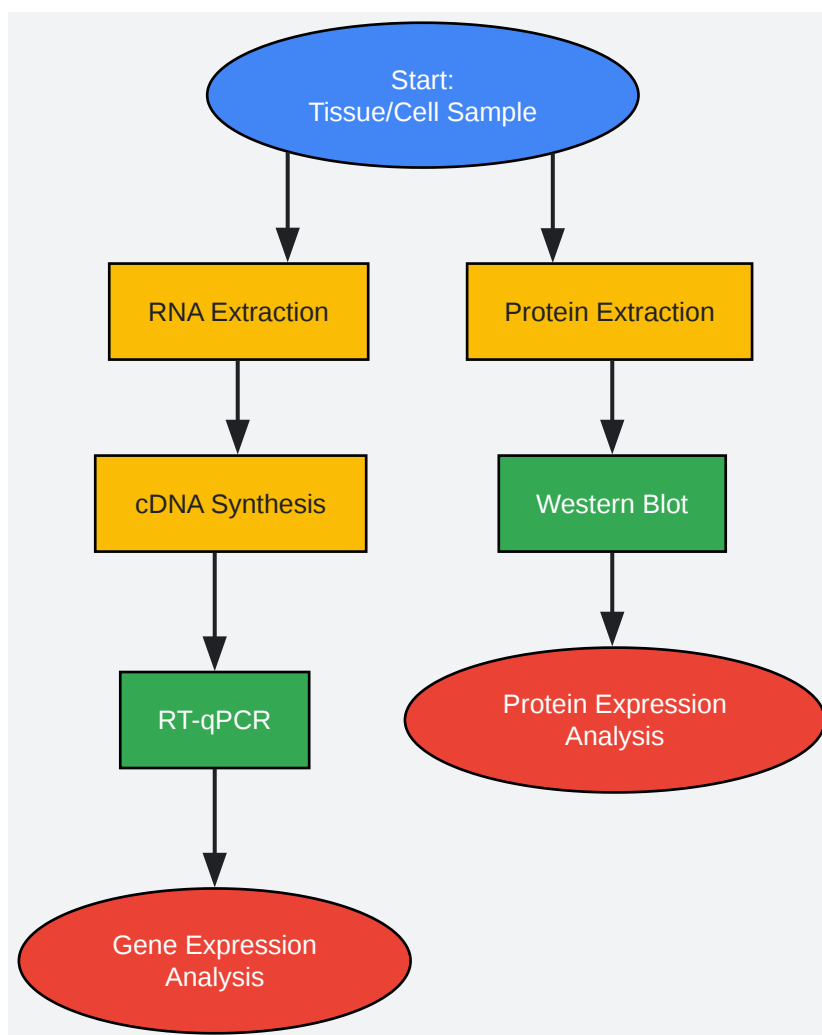 Start:
Tissue/Cell Sample
RNA Extraction
Protein Extraction
cDNA Synthesis
Western Blot
RT-qPCR
Protein Expression
Analysis
Gene Expression
Analysis